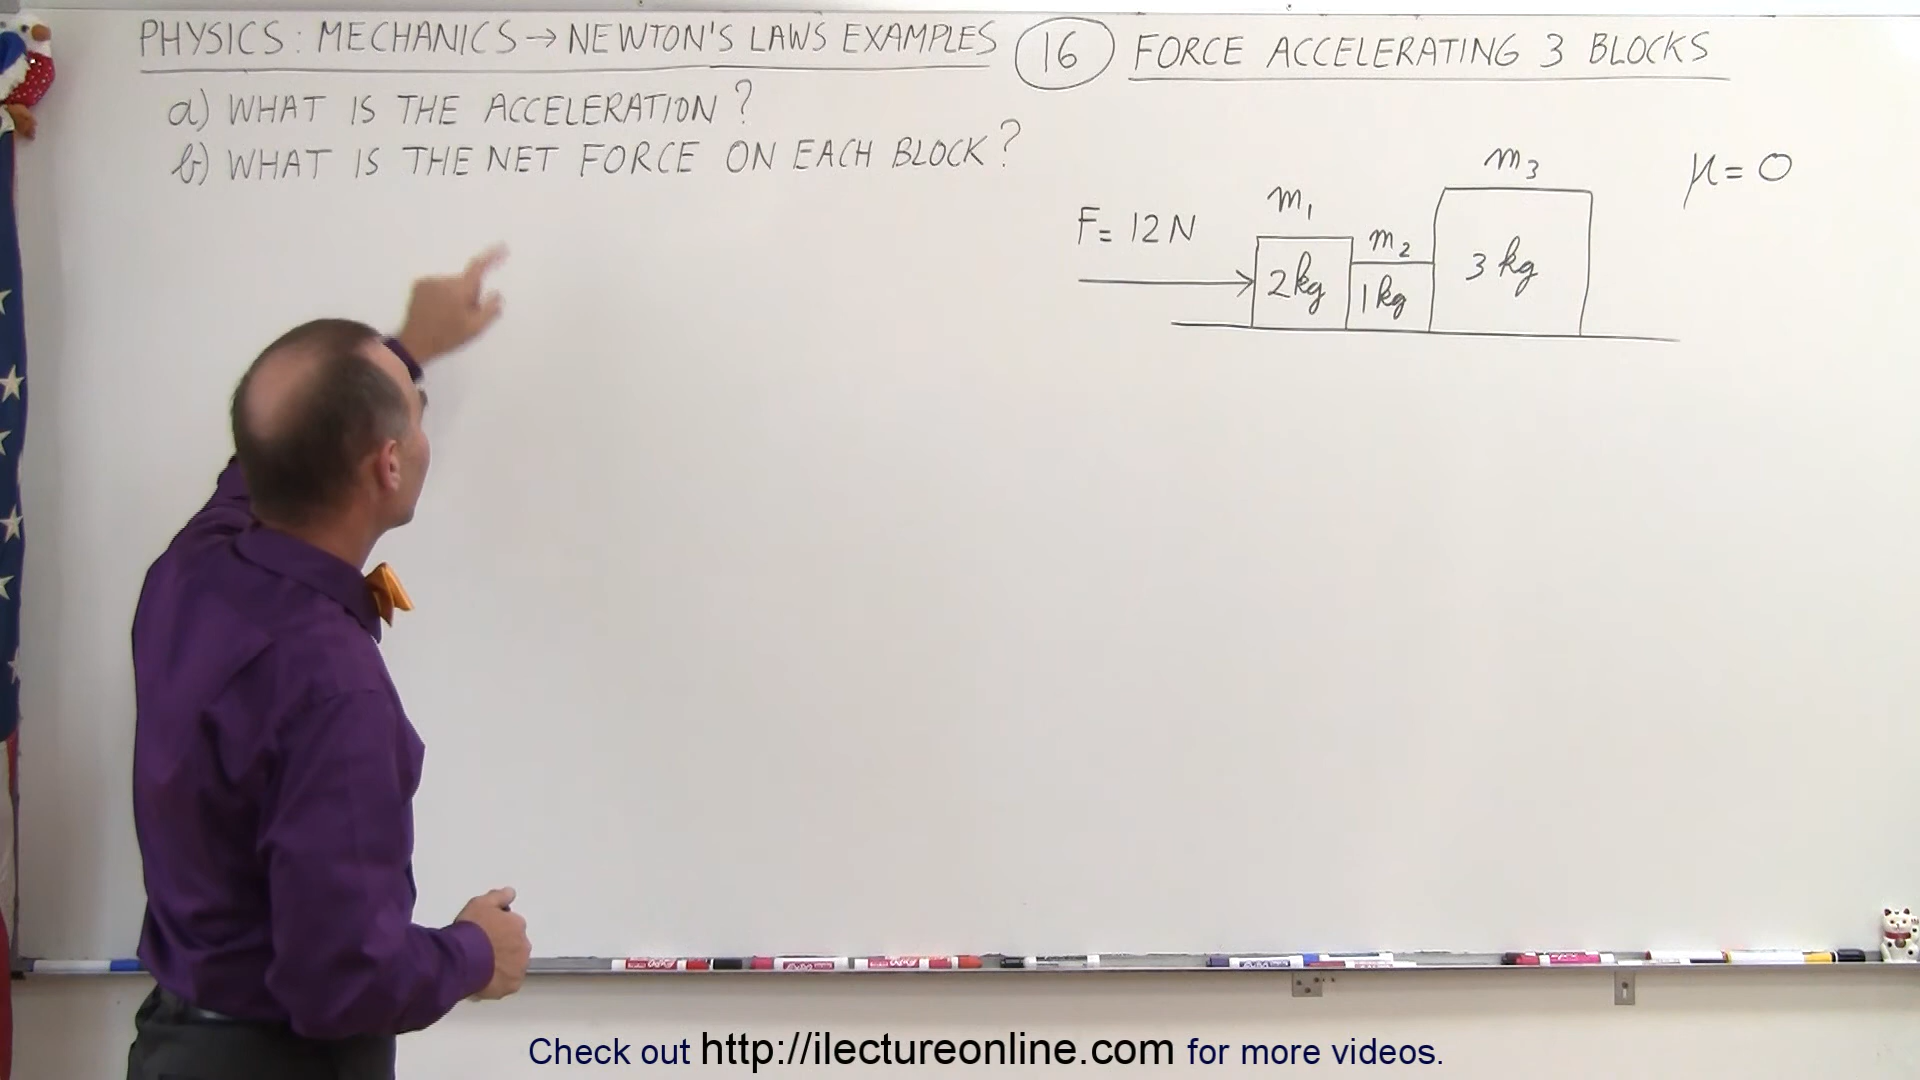 PHYSICS: MECHANICS → NEWTON'S LAWS EXAMPLES 16 FORCE ACCELERATING 3 BLOCKS
a) WHAT IS THE ACCELERATION?
b) WHAT IS THE NET FORCE ON EACH BLOCK?
m3
μ = 0
m1
F = 12 N
m2
2 kg
1 kg
3 kg
Check out http://ilectureonline.com for more videos.